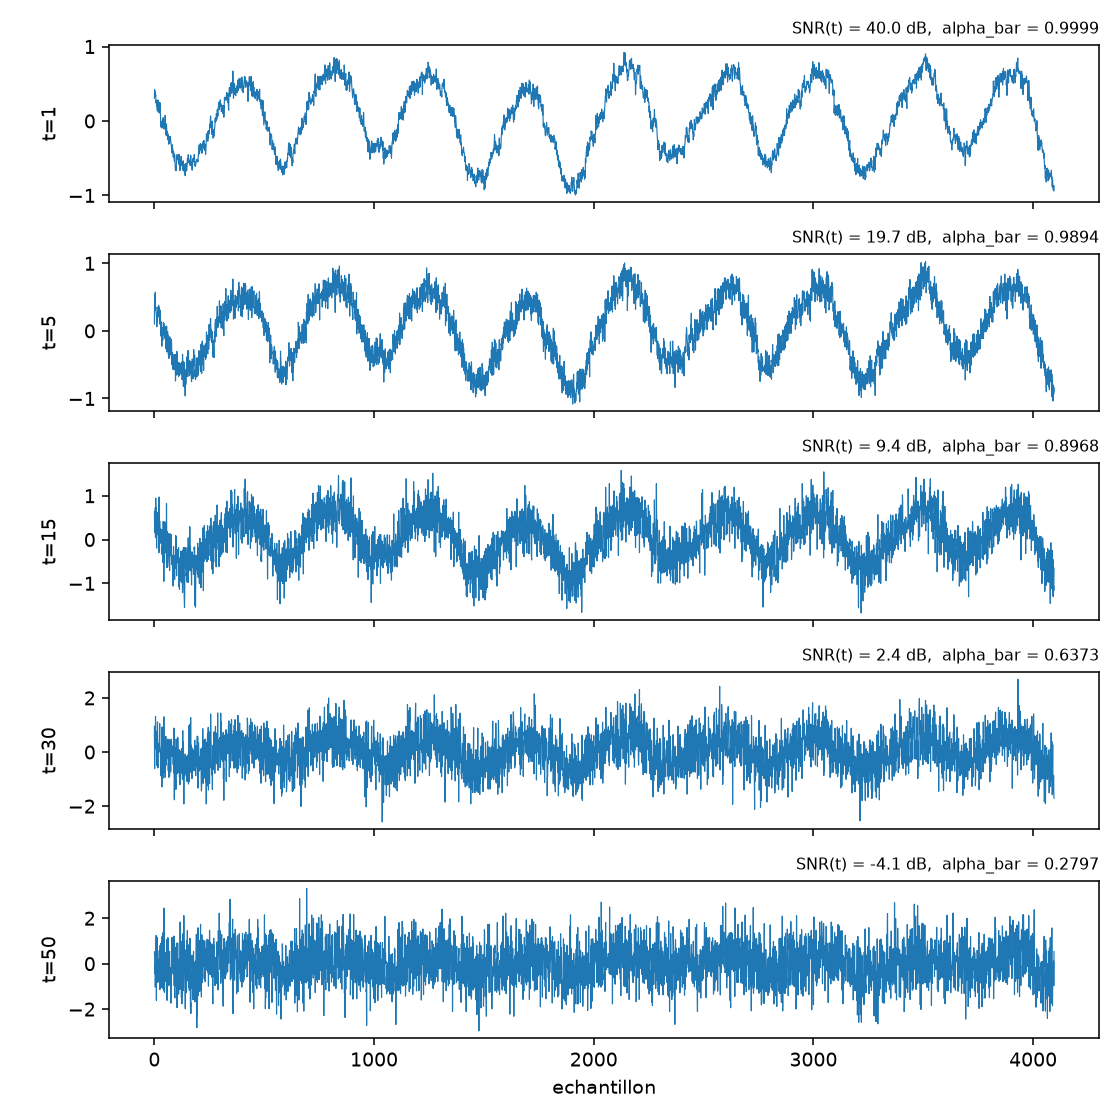 SNR(t) = 40.0 dB, alpha_bar = 0.9999
1
0
−1
t=1
SNR(t) = 19.7 dB, alpha_bar = 0.9894
1
0
−1
t=5
SNR(t) = 9.4 dB, alpha_bar = 0.8968
1
0
−1
t=15
SNR(t) = 2.4 dB, alpha_bar = 0.6373
2
0
−2
t=30
SNR(t) = -4.1 dB, alpha_bar = 0.2797
2
0
−2
t=50
0 1000 2000 3000 4000
echantillon